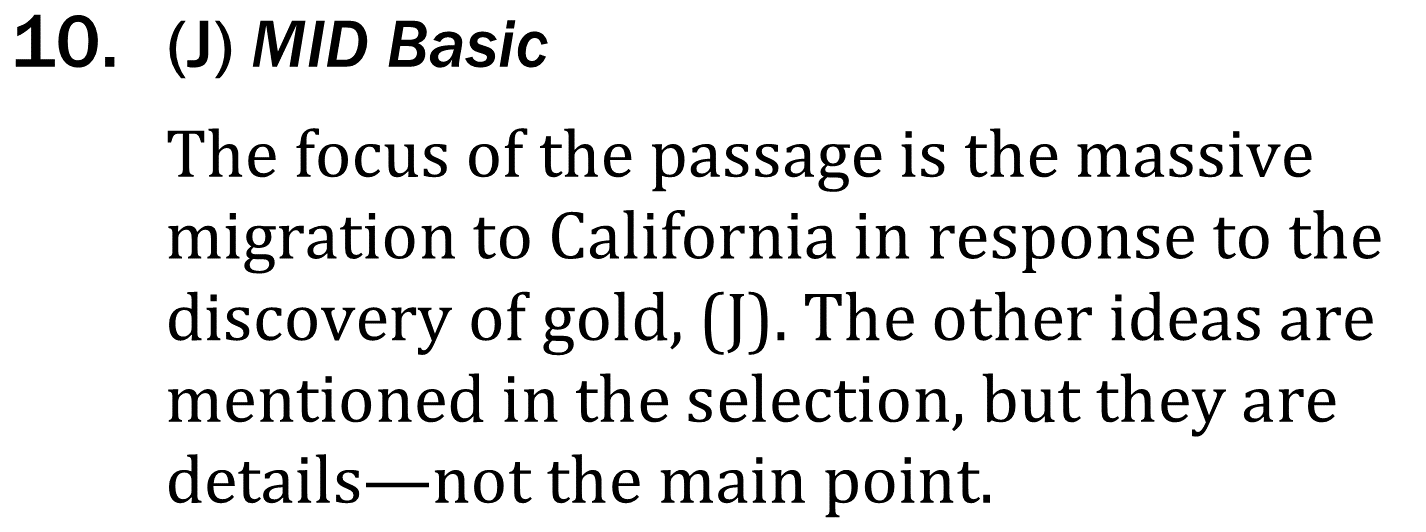 10. (J) MID Basic
The focus of the passage is the massive
migration to California in response to the
discovery of gold, (J). The other ideas are
mentioned in the selection, but they are
details—not the main point.